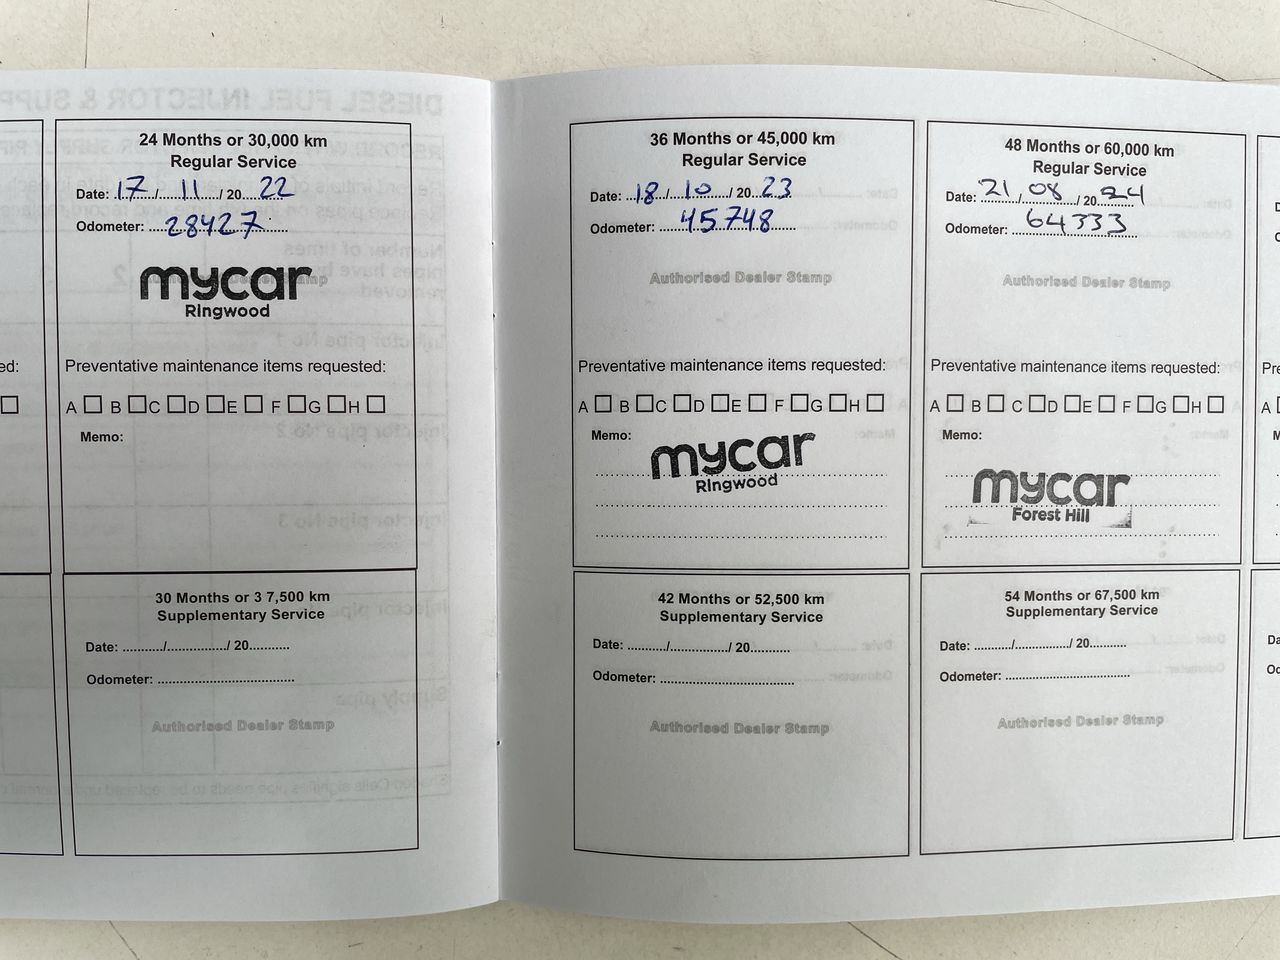 24 Months or 30,000 km
Regular Service
Date: 17 / 11 / 20 22
Odometer: 28427
mycar
Ringwood
Preventative maintenance items requested:
A B C D E F G H
Memo:
30 Months or 3 7,500 km
Supplementary Service
Date: ........../.............../ 20..........
Odometer: ..................................
Authorised Dealer Stamp
36 Months or 45,000 km
Regular Service
Date: 18 / 10 / 20 23
Odometer: 45748
Authorised Dealer Stamp
Preventative maintenance items requested:
A B C D E F G H
Memo:
mycar
Ringwood
42 Months or 52,500 km
Supplementary Service
Date: ........../.............../ 20..........
Odometer: ..................................
Authorised Dealer Stamp
48 Months or 60,000 km
Regular Service
Date: 21 / 08 / 20 24
Odometer: 64333
Authorised Dealer Stamp
Preventative maintenance items requested:
A B C D E F G H
Memo:
mycar
Forest Hill
54 Months or 67,500 km
Supplementary Service
Date: ........../.............../ 20..........
Odometer: ..................................
Authorised Dealer Stamp